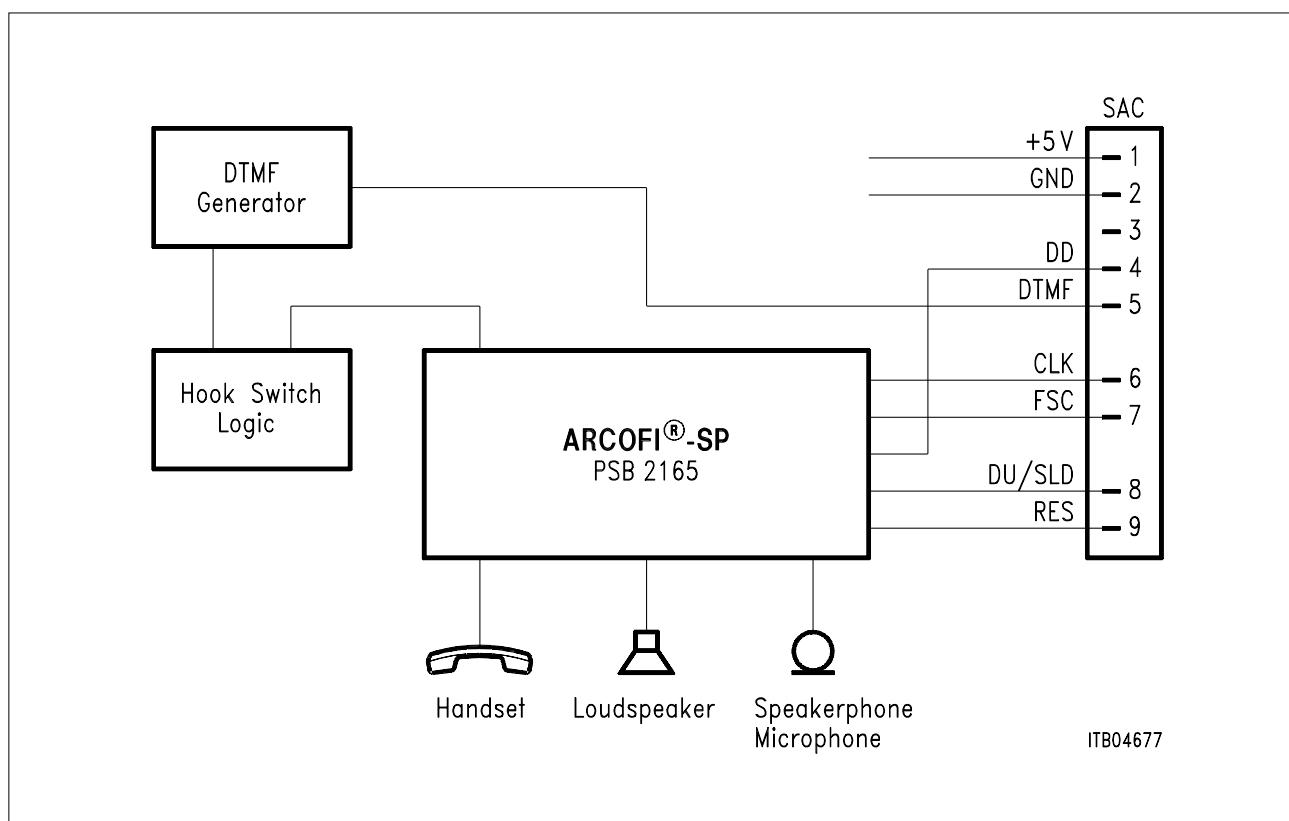 SAC
+5V
1
GND
2
3
DD
4
DTMF
5
CLK
6
FSC
7
DU/SLD
8
RES
9
DTMF
Generator
Hook Switch
Logic
ARCOFI®-SP
PSB 2165
Handset
Loudspeaker
Speakerphone
Microphone
ITB04677